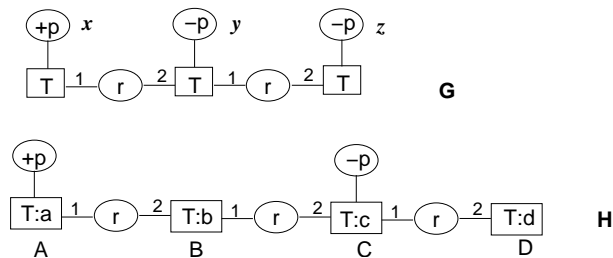 +p x −p y −p z
T 1 r 2 T 1 r 2 T
G
+p −p
T:a 1 r 2 T:b 1 r 2 T:c 1 r 2 T:d
H
A B C D